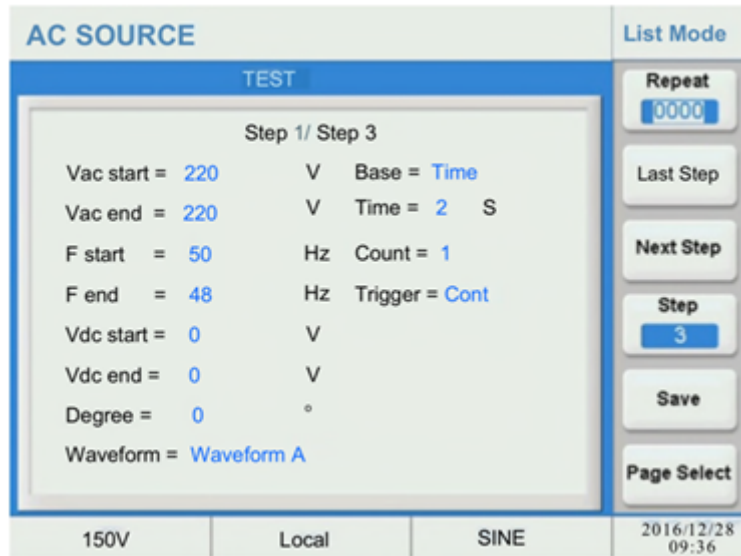 AC SOURCE
List Mode
TEST
Step 1/ Step 3
Vac start = 220 V Base = Time
Vac end = 220 V Time = 2 S
F start = 50 Hz Count = 1
F end = 48 Hz Trigger = Cont
Vdc start = 0 V
Vdc end = 0 V
Degree = 0 °
Waveform = Waveform A
Repeat
0000
Last Step
Next Step
Step
3
Save
Page Select
150V Local SINE
2016/12/28
09:36